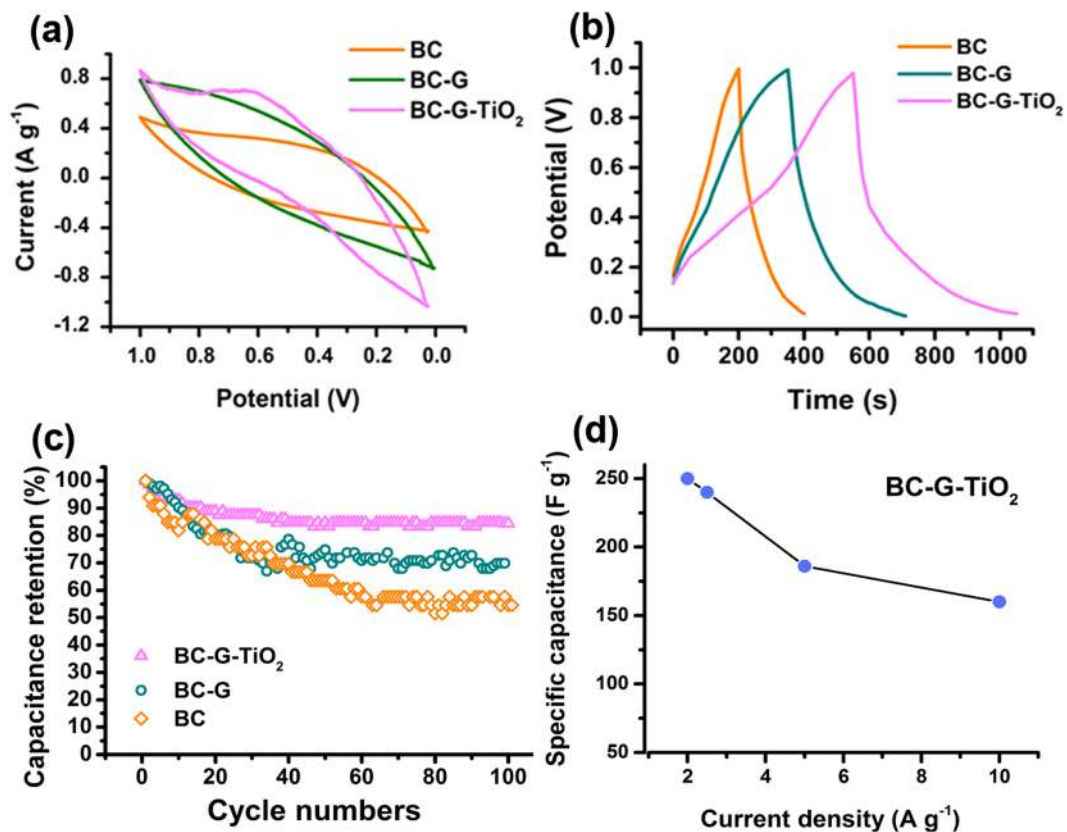 (a)
BC
BC-G
BC-G-TiO₂
Current (A g⁻¹)
0.8
0.4
0.0
-0.4
-0.8
-1.2
1.0 0.8 0.6 0.4 0.2 0.0
Potential (V)
(b)
BC
BC-G
BC-G-TiO₂
Potential (V)
1.0
0.8
0.6
0.4
0.2
0.0
0 200 400 600 800 1000
Time (s)
(c)
Capacitance retention (%)
100
90
80
70
60
50
40
30
20
10
0
BC-G-TiO₂
BC-G
BC
0 20 40 60 80 100
Cycle numbers
(d)
BC-G-TiO₂
Specific capacitance (F g⁻¹)
250
200
150
100
50
2 4 6 8 10
Current density (A g⁻¹)